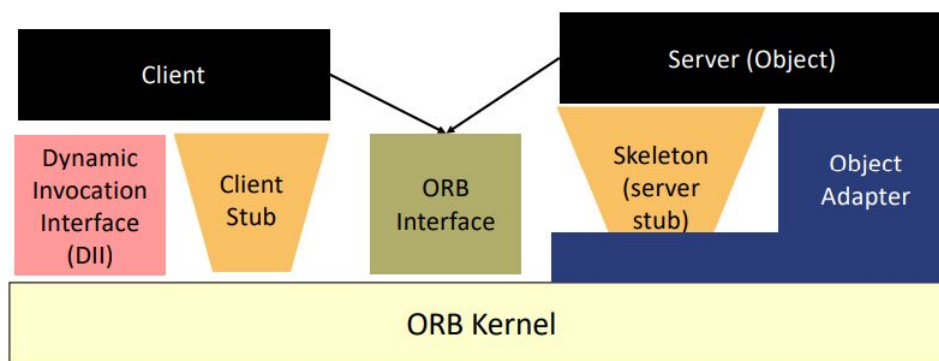 Client
Server (Object)
Dynamic
Invocation
Interface
(DII)
Client
Stub
ORB
Interface
Skeleton
(server
stub)
Object
Adapter
ORB Kernel